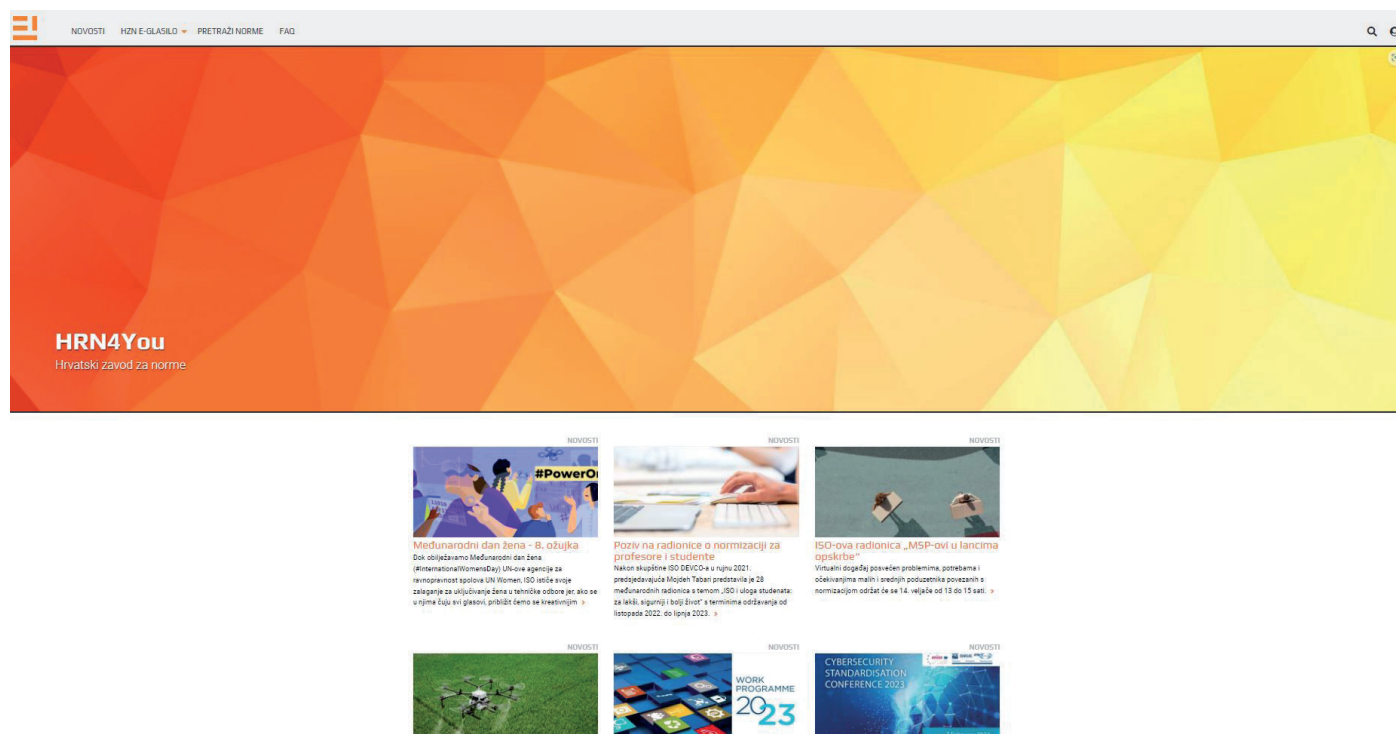 NOVOSTI HZN E-GLASILO PRETRAŽI NORME FAQ
HRN4You
Hrvatski zavod za norme
NOVOSTI
#PowerO
Međunarodni dan žena - 8. ožujka
Dok obilježavamo Međunarodni dan žena
(#InternationalWomensDay) UN-ove agencije za
ravnopravnost spolova UN Women, ISO ističe svoje
zalaganje za uključivanje žena u tehničke odbore jer, ako se
u njima čuju svi glasovi, približit ćemo se kreativnijim >
NOVOSTI
Poziv na radionice o normizaciji za
profesore i studente
Nakon skupštine ISO DEVCO-a u rujnu 2021.
predsjedavajuća Mojdeh Tabari predstavila je 28
međunarodnih radionica s temom „ISO i uloga studenata:
za lakši, sigurniji i bolji život" s terminima održavanja od
listopada 2022. do lipnja 2023. >
NOVOSTI
ISO-ova radionica „MSP-ovi u lancima
opskrbe"
Virtualni događaj posvećen problemima, potrebama i
očekivanjima malih i srednjih poduzetnika povezanih s
normizacijom održat će se 14. veljače od 13 do 15 sati. >
NOVOSTI
NOVOSTI
WORK
PROGRAMME
2023
NOVOSTI
CYBERSECURITY
STANDARDISATION
CONFERENCE 2023